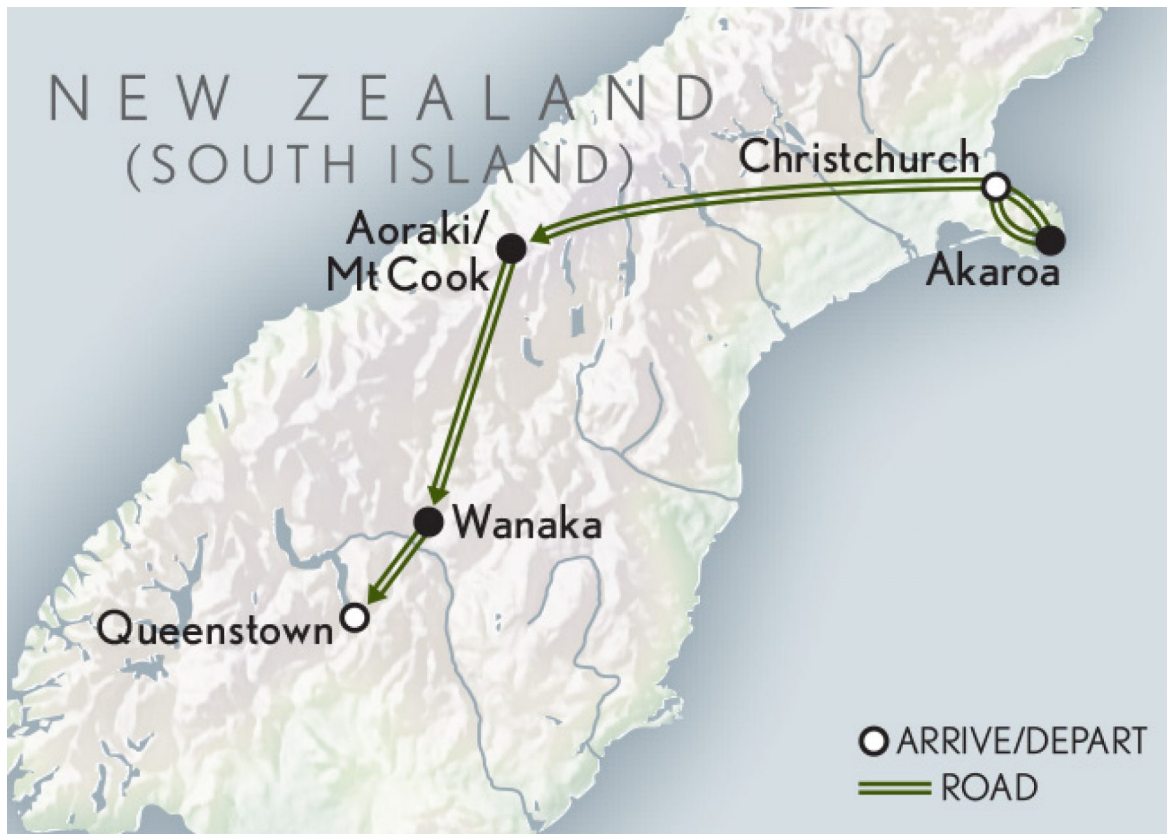 NEW ZEALAND
(SOUTH ISLAND)
Christchurch
Aoraki/
Mt Cook
Akaroa
Wanaka
Queenstown
ARRIVE/DEPART
ROAD